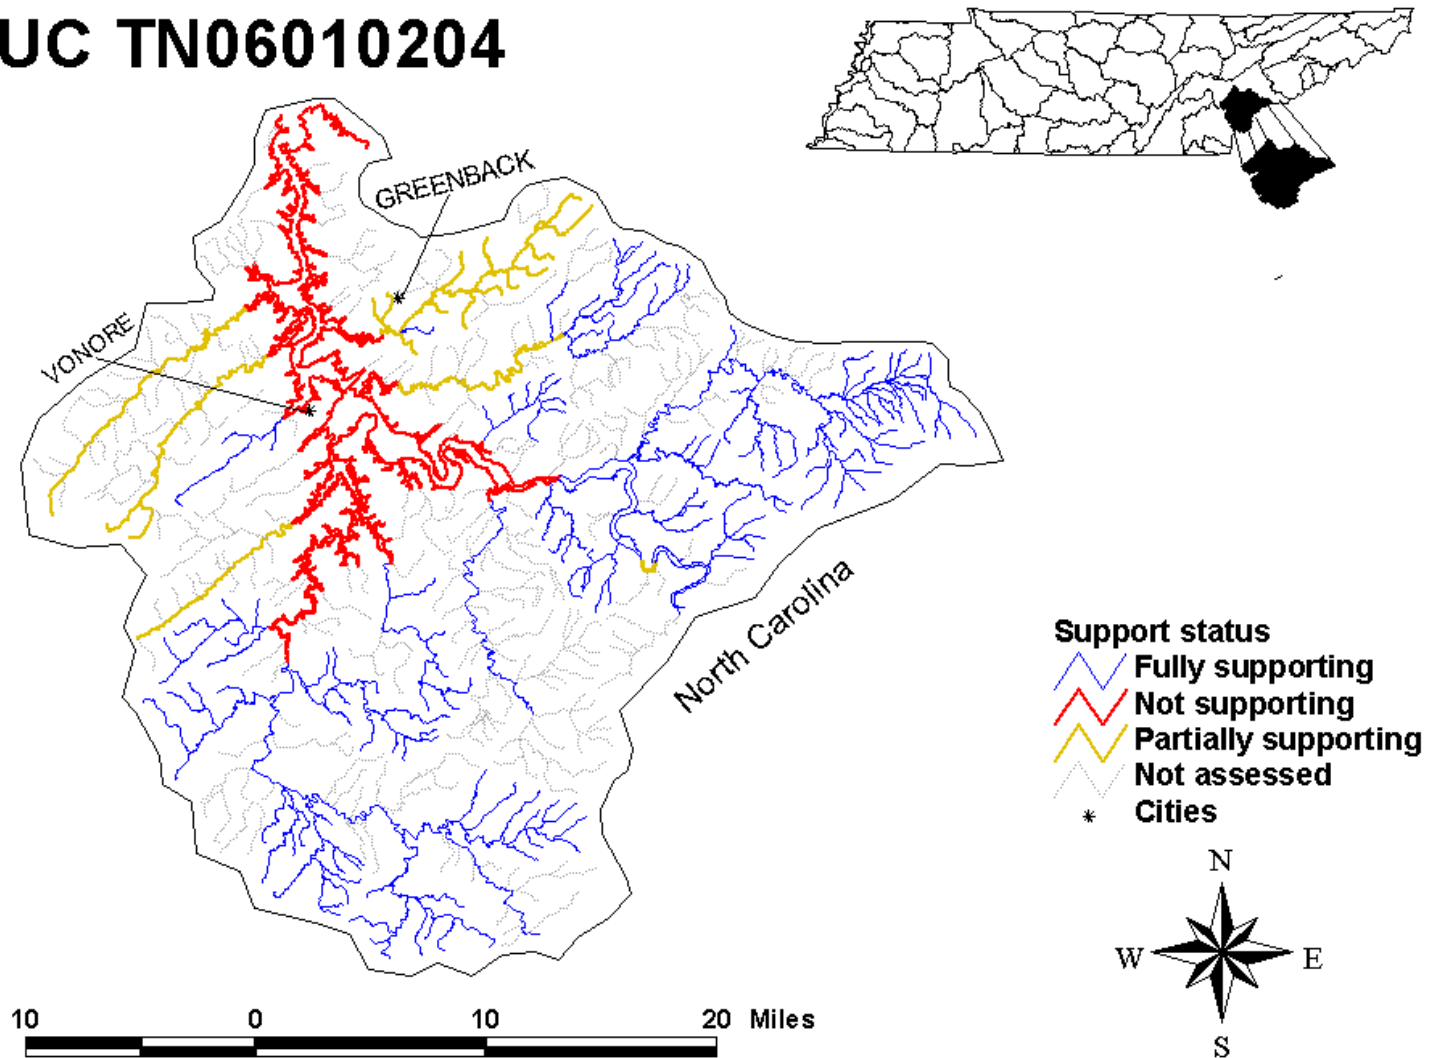 UC TN06010204
GREENBACK
VONORE
North Carolina
Support status
Fully supporting
Not supporting
Partially supporting
Not assessed
Cities
N
W E
S
10 0 10 20 Miles